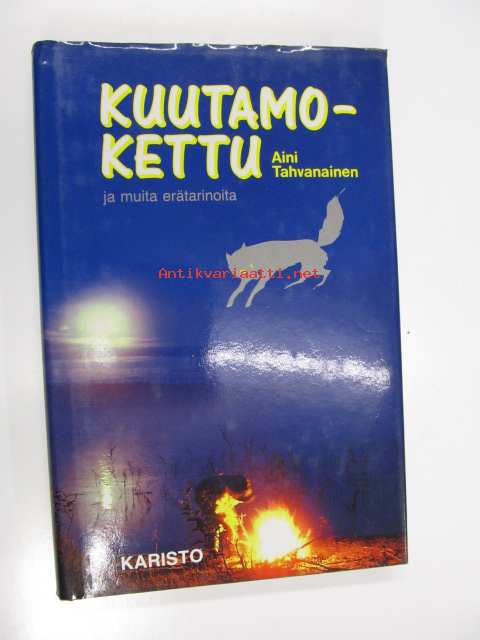 KUUTAMO-
KETTU
Aini
Tahvanainen
ja muita erätarinoita
Antikvariaatti.net
KARISTO